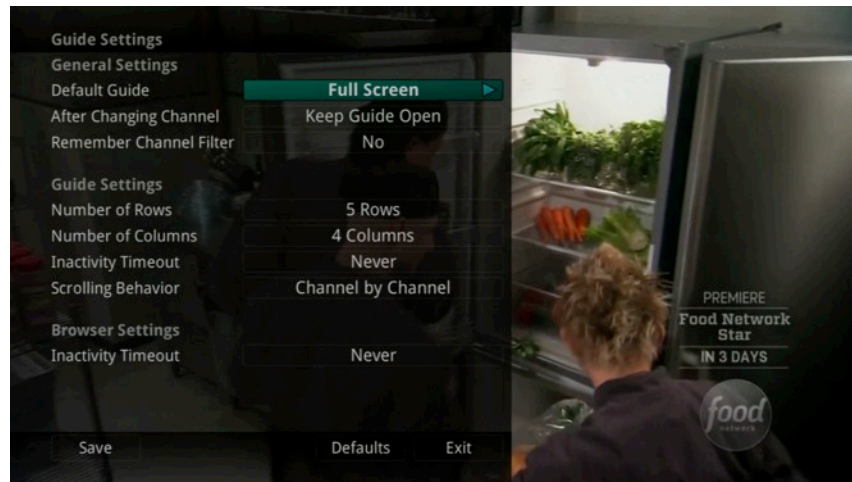 Guide Settings
General Settings
Default Guide Full Screen
After Changing Channel Keep Guide Open
Remember Channel Filter No
Guide Settings
Number of Rows 5 Rows
Number of Columns 4 Columns
Inactivity Timeout Never
Scrolling Behavior Channel by Channel
Browser Settings
Inactivity Timeout Never
Save Defaults Exit
PREMIERE
Food Network
Star
IN 3 DAYS
food
network